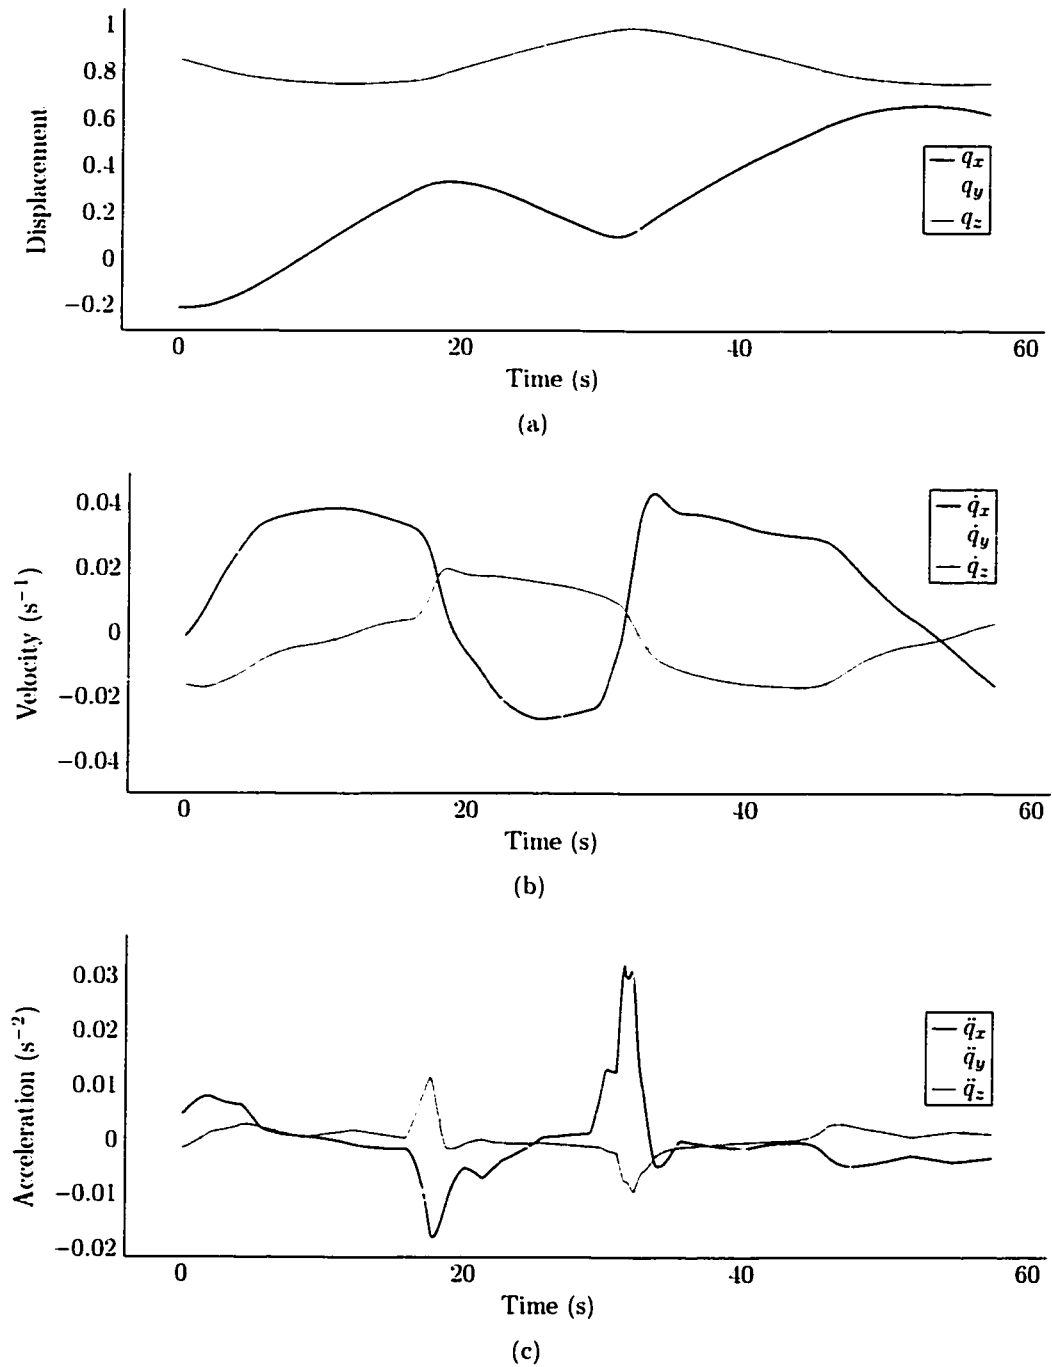 1
0.8
0.6
0.4
0.2
0
−0.2
Displacement
q_x
q_y
q_z
0 20 40 60
Time (s)
(a)
0.04
0.02
0
−0.02
−0.04
Velocity (s⁻¹)
q̇_x
q̇_y
q̇_z
0 20 40 60
Time (s)
(b)
0.03
0.02
0.01
0
−0.01
−0.02
Acceleration (s⁻²)
q̈_x
q̈_y
q̈_z
0 20 40 60
Time (s)
(c)